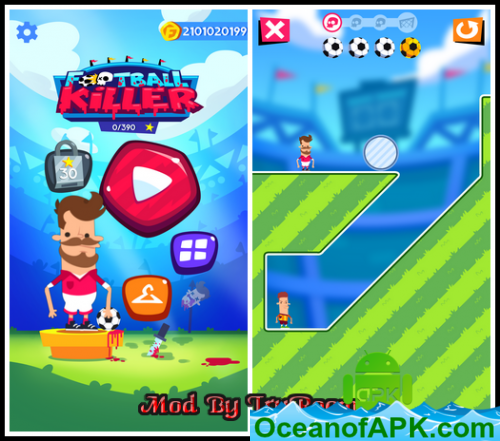 2101020199
FOOTBALL
KILLER
0/390
30
Mod By
OceanofAPK.com